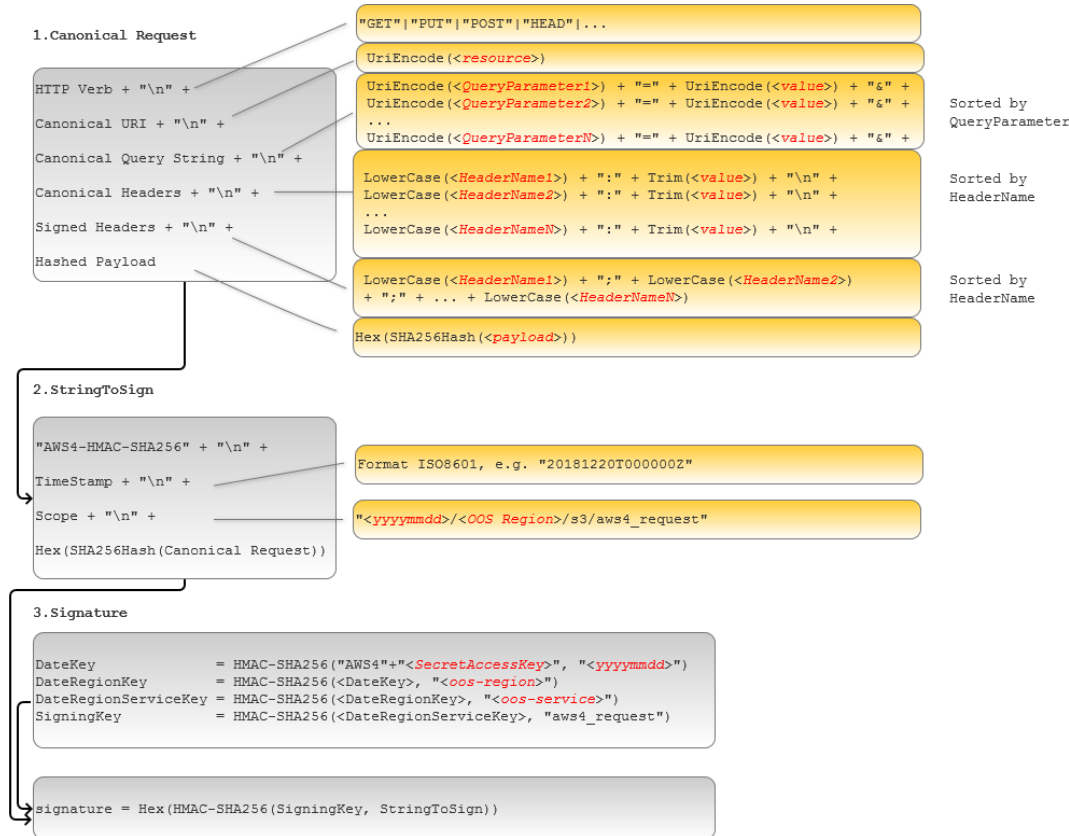 1.Canonical Request
HTTP Verb + "\n" +
Canonical URI + "\n" +
Canonical Query String + "\n" +
Canonical Headers + "\n" +
Signed Headers + "\n" +
Hashed Payload
"GET"|"PUT"|"POST"|"HEAD"|...
UriEncode(<resource>)
UriEncode(<QueryParameter1>) + "=" + UriEncode(<value>) + "&" +
UriEncode(<QueryParameter2>) + "=" + UriEncode(<value>) + "&" +
...
UriEncode(<QueryParameterN>) + "=" + UriEncode(<value>) + "&" +
Sorted by
QueryParameter
LowerCase(<HeaderName1>) + ":" + Trim(<value>) + "\n" +
LowerCase(<HeaderName2>) + ":" + Trim(<value>) + "\n" +
...
LowerCase(<HeaderNameN>) + ":" + Trim(<value>) + "\n" +
Sorted by
HeaderName
LowerCase(<HeaderName1>) + ";" + LowerCase(<HeaderName2>)
+ ";" + ... + LowerCase(<HeaderNameN>)
Sorted by
HeaderName
Hex(SHA256Hash(<payload>))
2.StringToSign
"AWS4-HMAC-SHA256" + "\n" +
TimeStamp + "\n" +
Scope + "\n" +
Hex(SHA256Hash(Canonical Request))
Format ISO8601, e.g. "20181220T000000Z"
"<yyyymmdd>/<OOS Region>/s3/aws4_request"
3.Signature
DateKey = HMAC-SHA256("AWS4"+"<SecretAccessKey>", "<yyyymmdd>")
DateRegionKey = HMAC-SHA256(<DateKey>, "<oos-region>")
DateRegionServiceKey = HMAC-SHA256(<DateRegionKey>, "<oos-service>")
SigningKey = HMAC-SHA256(<DateRegionServiceKey>, "aws4_request")
signature = Hex(HMAC-SHA256(SigningKey, StringToSign))